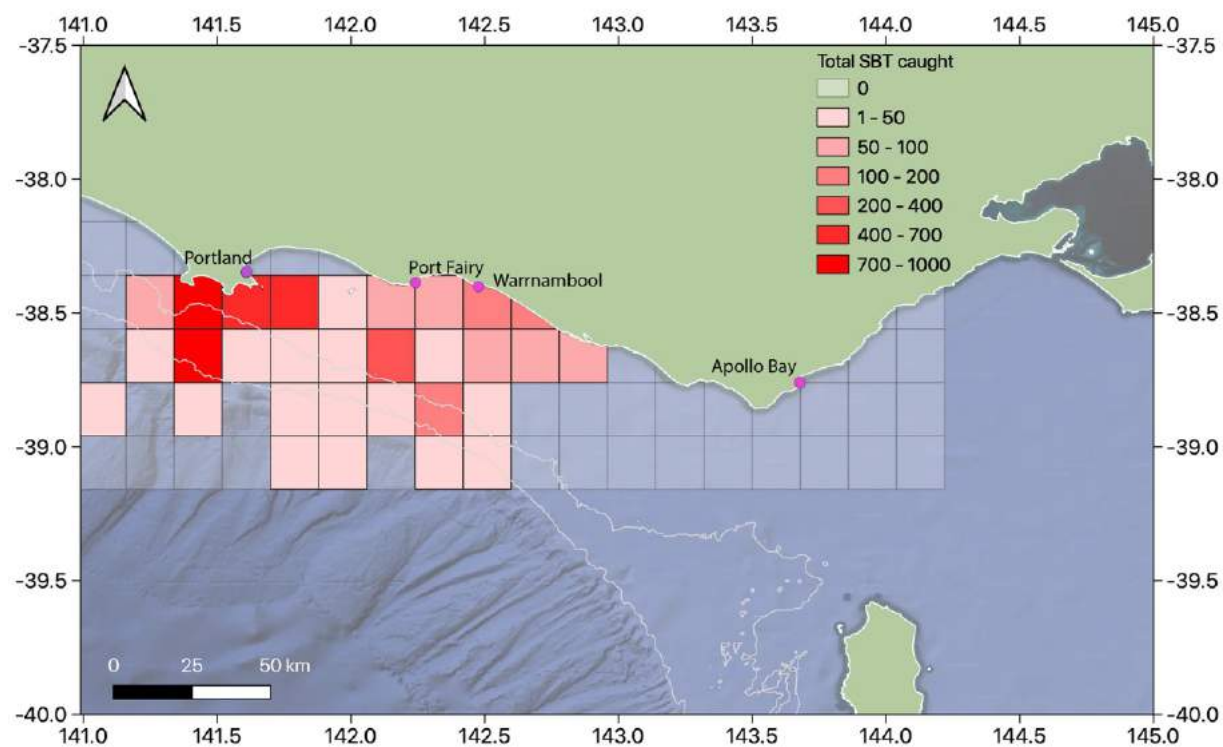 141.0 141.5 142.0 142.5 143.0 143.5 144.0 144.5 145.0
-37.5 -37.5
Total SBT caught
0
1 - 50
50 - 100
100 - 200
200 - 400
400 - 700
700 - 1000
-38.0 -38.0
Portland
Port Fairy
Warrnambool
-38.5 -38.5
Apollo Bay
-39.0 -39.0
-39.5 -39.5
0 25 50 km
-40.0 -40.0
141.0 141.5 142.0 142.5 143.0 143.5 144.0 144.5 145.0